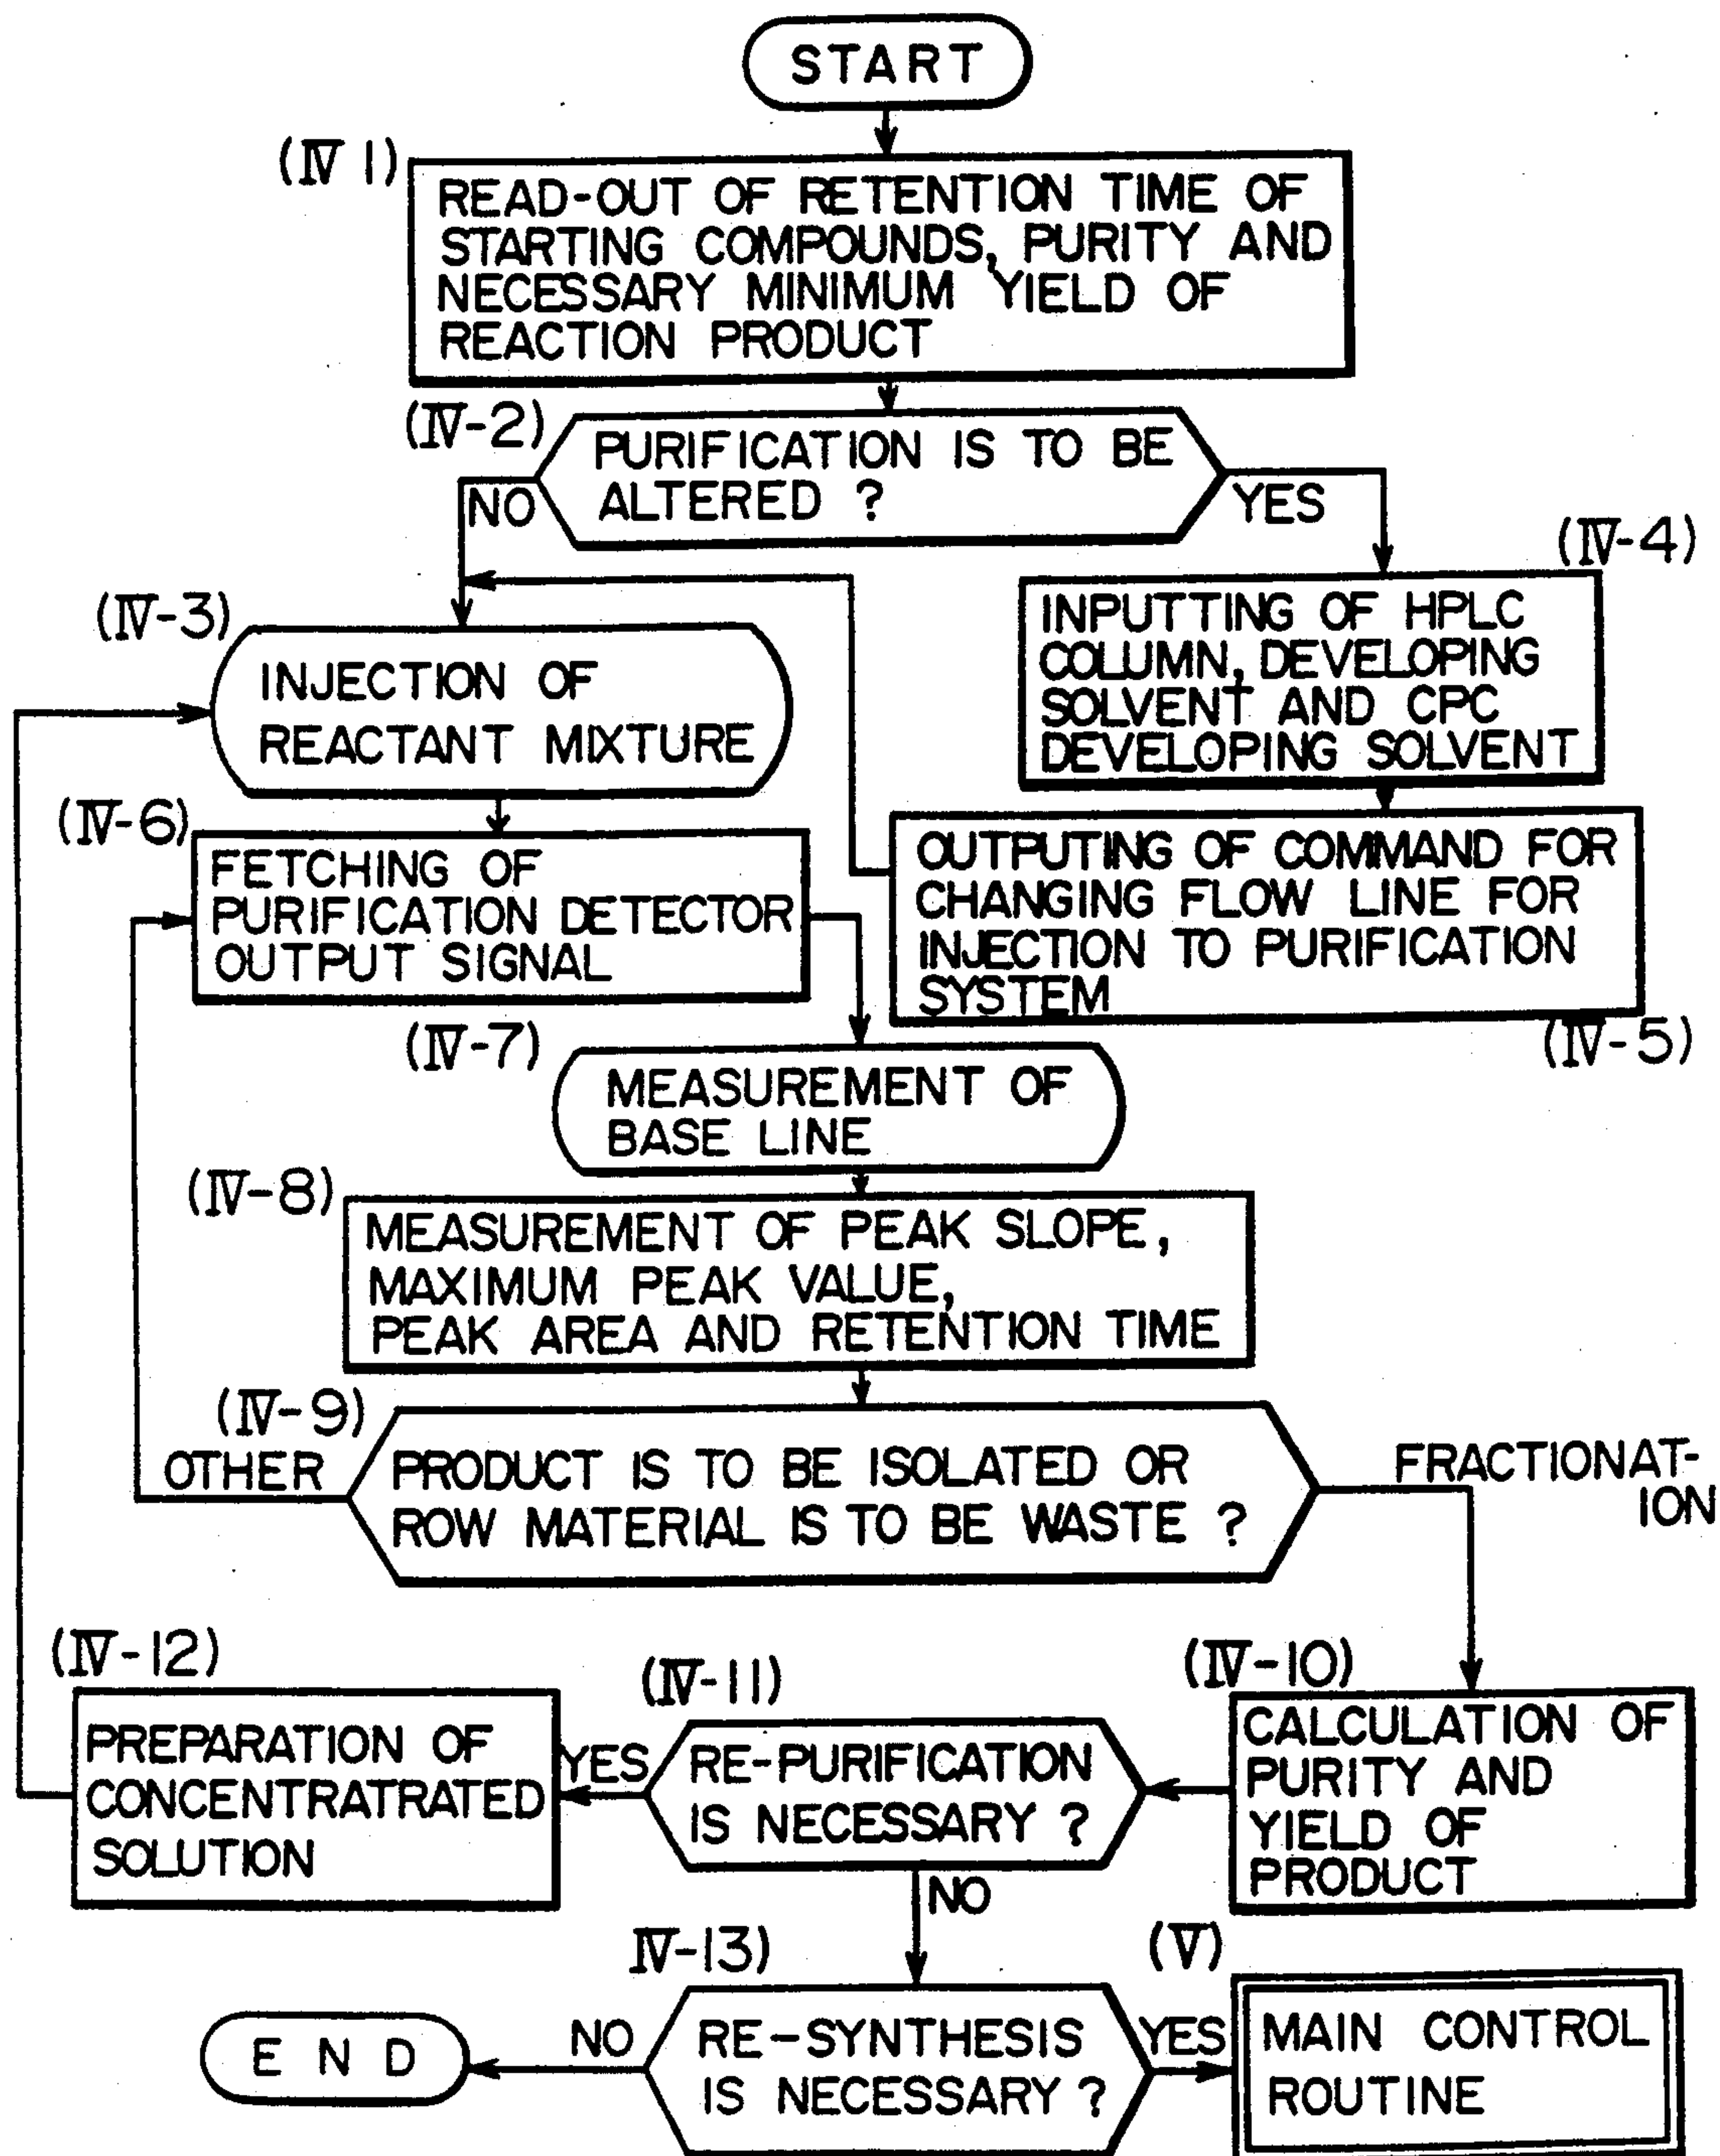 START
(IV 1)
READ-OUT OF RETENTION TIME OF
STARTING COMPOUNDS, PURITY AND
NECESSARY MINIMUM YIELD OF
REACTION PRODUCT
(IV-2)
PURIFICATION IS TO BE
ALTERED ?
NO
YES
(IV-3)
INJECTION OF
REACTANT MIXTURE
(IV-4)
INPUTTING OF HPLC
COLUMN, DEVELOPING
SOLVENT AND CPC
DEVELOPING SOLVENT
(IV-6)
FETCHING OF
PURIFICATION DETECTOR
OUTPUT SIGNAL
OUTPUTING OF COMMAND FOR
CHANGING FLOW LINE FOR
INJECTION TO PURIFICATION
SYSTEM
(IV-5)
(IV-7)
MEASUREMENT OF
BASE LINE
(IV-8)
MEASUREMENT OF PEAK SLOPE,
MAXIMUM PEAK VALUE,
PEAK AREA AND RETENTION TIME
(IV-9)
OTHER
PRODUCT IS TO BE ISOLATED OR
ROW MATERIAL IS TO BE WASTE ?
FRACTIONAT-
ION
(IV-10)
CALCULATION OF
PURITY AND
YIELD OF
PRODUCT
(IV-11)
RE-PURIFICATION
IS NECESSARY ?
YES
NO
(IV-12)
PREPARATION OF
CONCENTRATRATED
SOLUTION
IV-13)
RE-SYNTHESIS
IS NECESSARY ?
NO
YES
END
(V)
MAIN CONTROL
ROUTINE